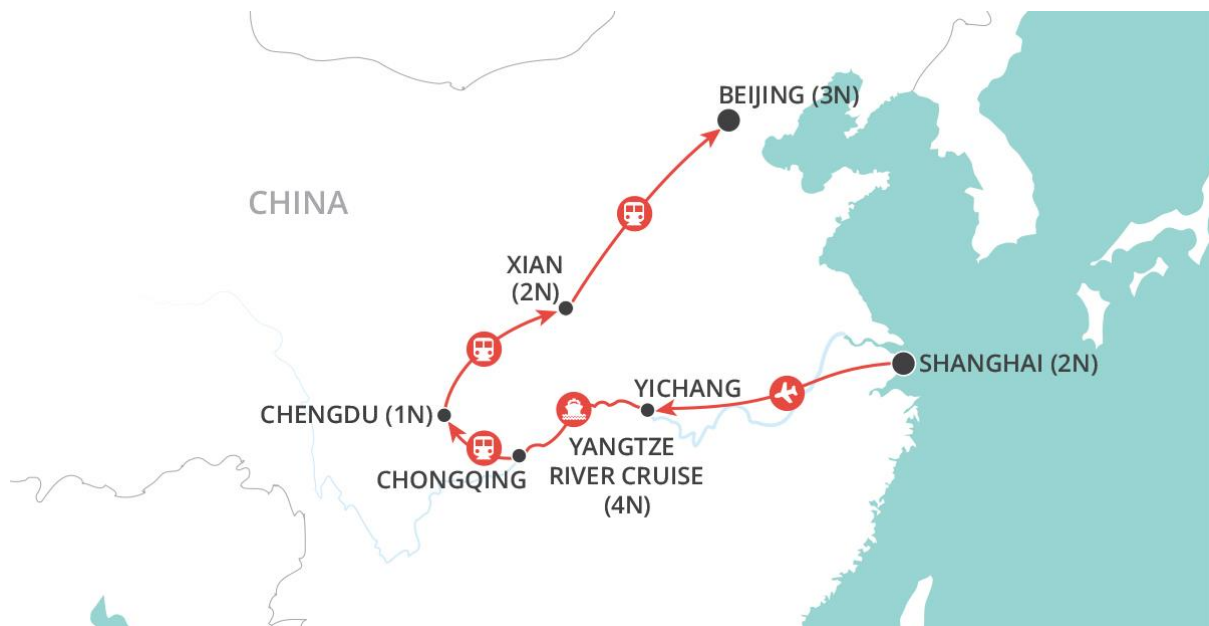 BEIJING (3N)
CHINA
XIAN
(2N)
SHANGHAI (2N)
YICHANG
CHENGDU (1N)
YANGTZE
RIVER CRUISE
(4N)
CHONGQING